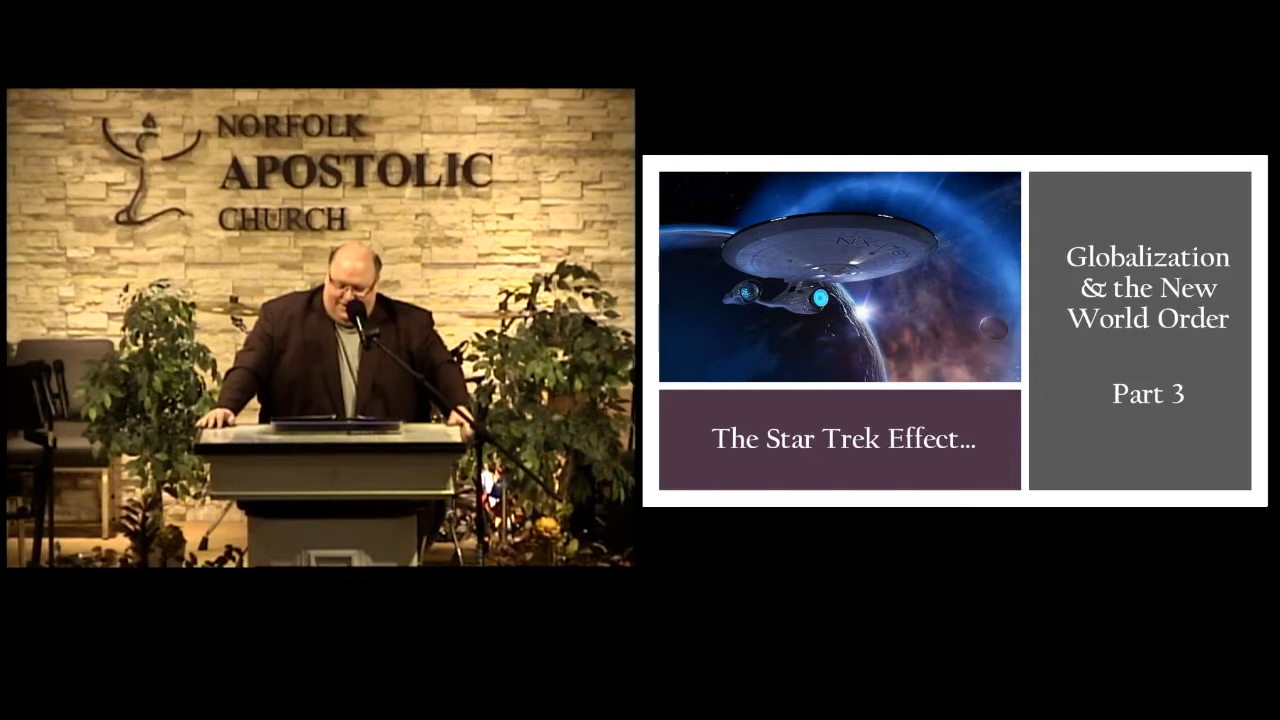 NORFOLK
APOSTOLIC
CHURCH
Globalization
& the New
World Order
Part 3
The Star Trek Effect...